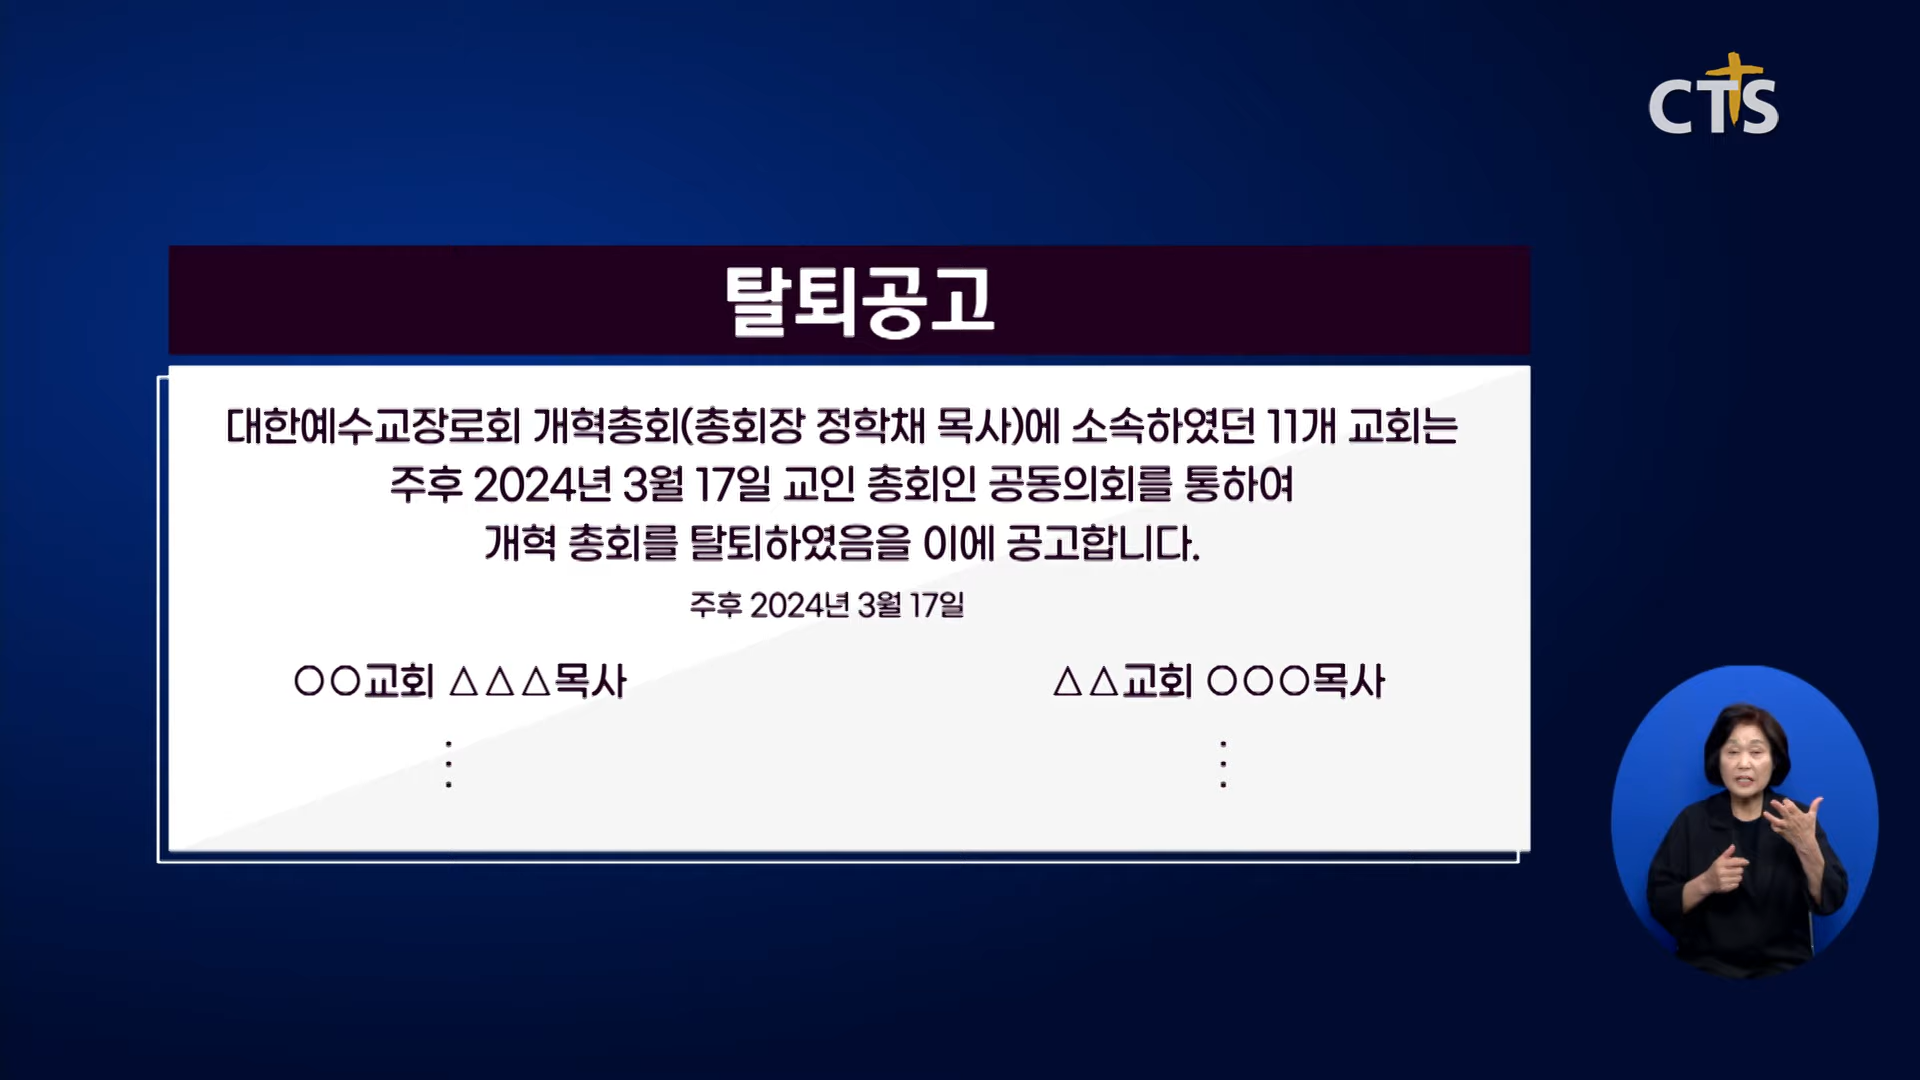 CTS
탈퇴공고
대한예수교장로회 개혁총회(총회장 정학채 목사)에 소속하였던 11개 교회는
주후 2024년 3월 17일 교인 총회인 공동의회를 통하여
개혁 총회를 탈퇴하였음을 이에 공고합니다.
주후 2024년 3월 17일
○○교회 △△△목사 △△교회 ○○○목사
⋮ ⋮